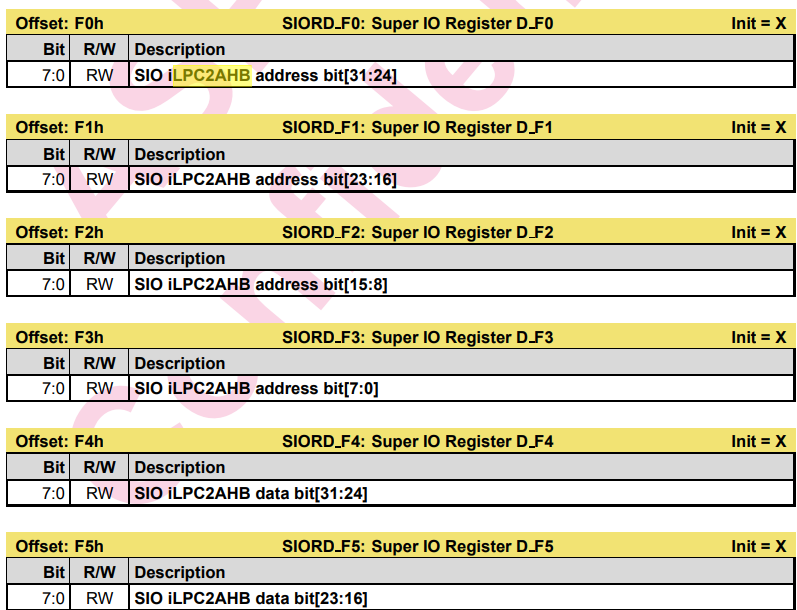 Offset: F0h SIORD_F0: Super IO Register D_F0 Init = X
Bit R/W Description
7:0 RW SIO iLPC2AHB address bit[31:24]
Offset: F1h SIORD_F1: Super IO Register D_F1 Init = X
Bit R/W Description
7:0 RW SIO iLPC2AHB address bit[23:16]
Offset: F2h SIORD_F2: Super IO Register D_F2 Init = X
Bit R/W Description
7:0 RW SIO iLPC2AHB address bit[15:8]
Offset: F3h SIORD_F3: Super IO Register D_F3 Init = X
Bit R/W Description
7:0 RW SIO iLPC2AHB address bit[7:0]
Offset: F4h SIORD_F4: Super IO Register D_F4 Init = X
Bit R/W Description
7:0 RW SIO iLPC2AHB data bit[31:24]
Offset: F5h SIORD_F5: Super IO Register D_F5 Init = X
Bit R/W Description
7:0 RW SIO iLPC2AHB data bit[23:16]